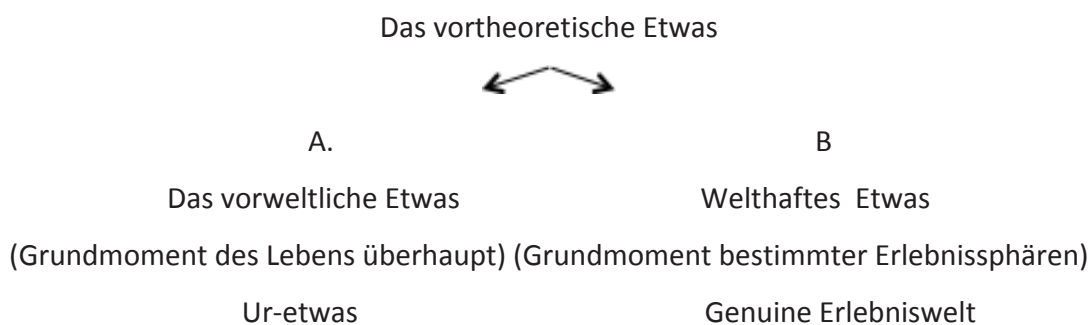 Das vortheoretische Etwas
A. B
Das vorweltliche Etwas Welthaftes Etwas
(Grundmoment des Lebens überhaupt) (Grundmoment bestimmter Erlebnissphären)
Ur-etwas Genuine Erlebniswelt